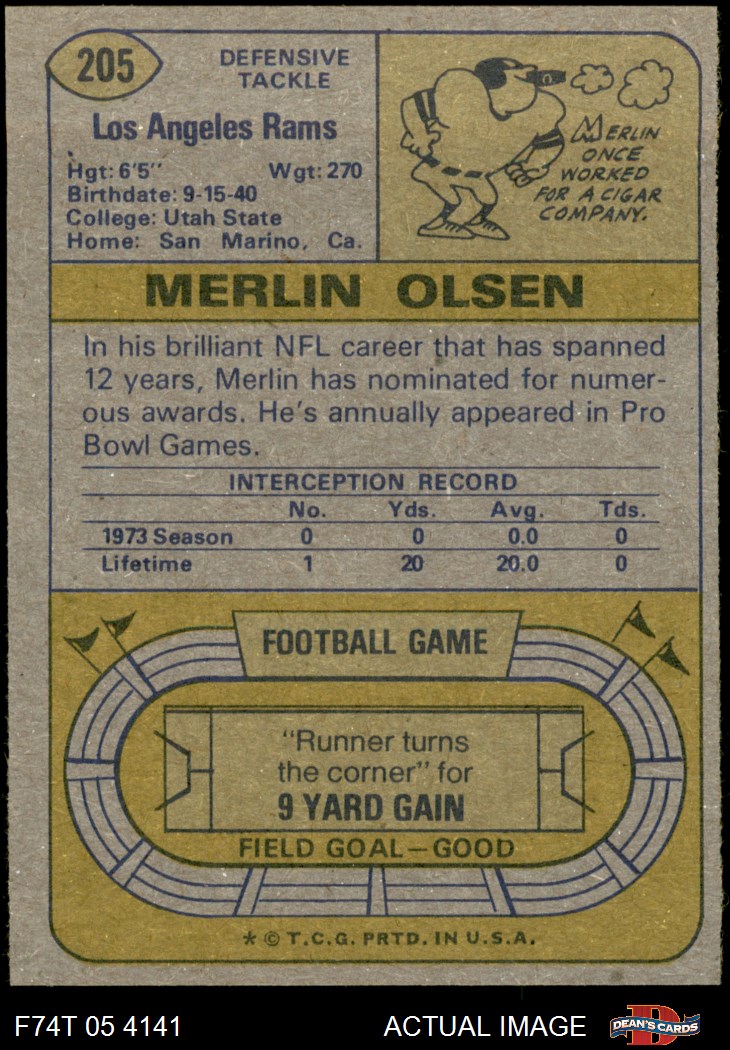 205
DEFENSIVE
TACKLE
Los Angeles Rams
Hgt: 6'5" Wgt: 270
Birthdate: 9-15-40
College: Utah State
Home: San Marino, Ca.
MERLIN
ONCE
WORKED
FOR A CIGAR
COMPANY.
MERLIN OLSEN
In his brilliant NFL career that has spanned
12 years, Merlin has nominated for numer-
ous awards. He's annually appeared in Pro
Bowl Games.
INTERCEPTION RECORD
No. Yds. Avg. Tds.
1973 Season 0 0 0.0 0
Lifetime 1 20 20.0 0
FOOTBALL GAME
"Runner turns
the corner" for
9 YARD GAIN
FIELD GOAL—GOOD
* © T.C.G. PRTD. IN U.S.A.
F74T 05 4141 ACTUAL IMAGE D DEAN'S CARDS